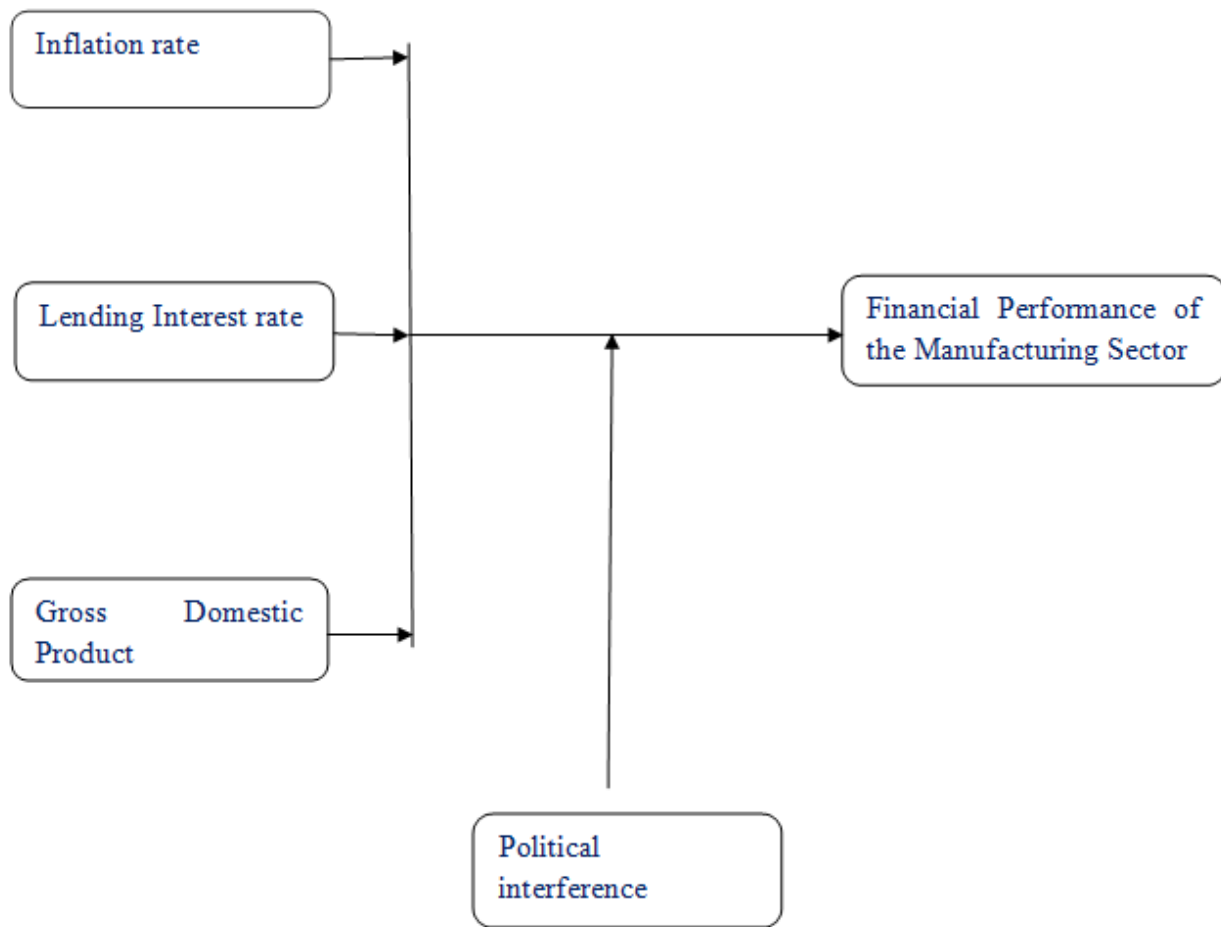 Inflation rate
Lending Interest rate
Financial Performance of
the Manufacturing Sector
Gross Domestic
Product
Political
interference